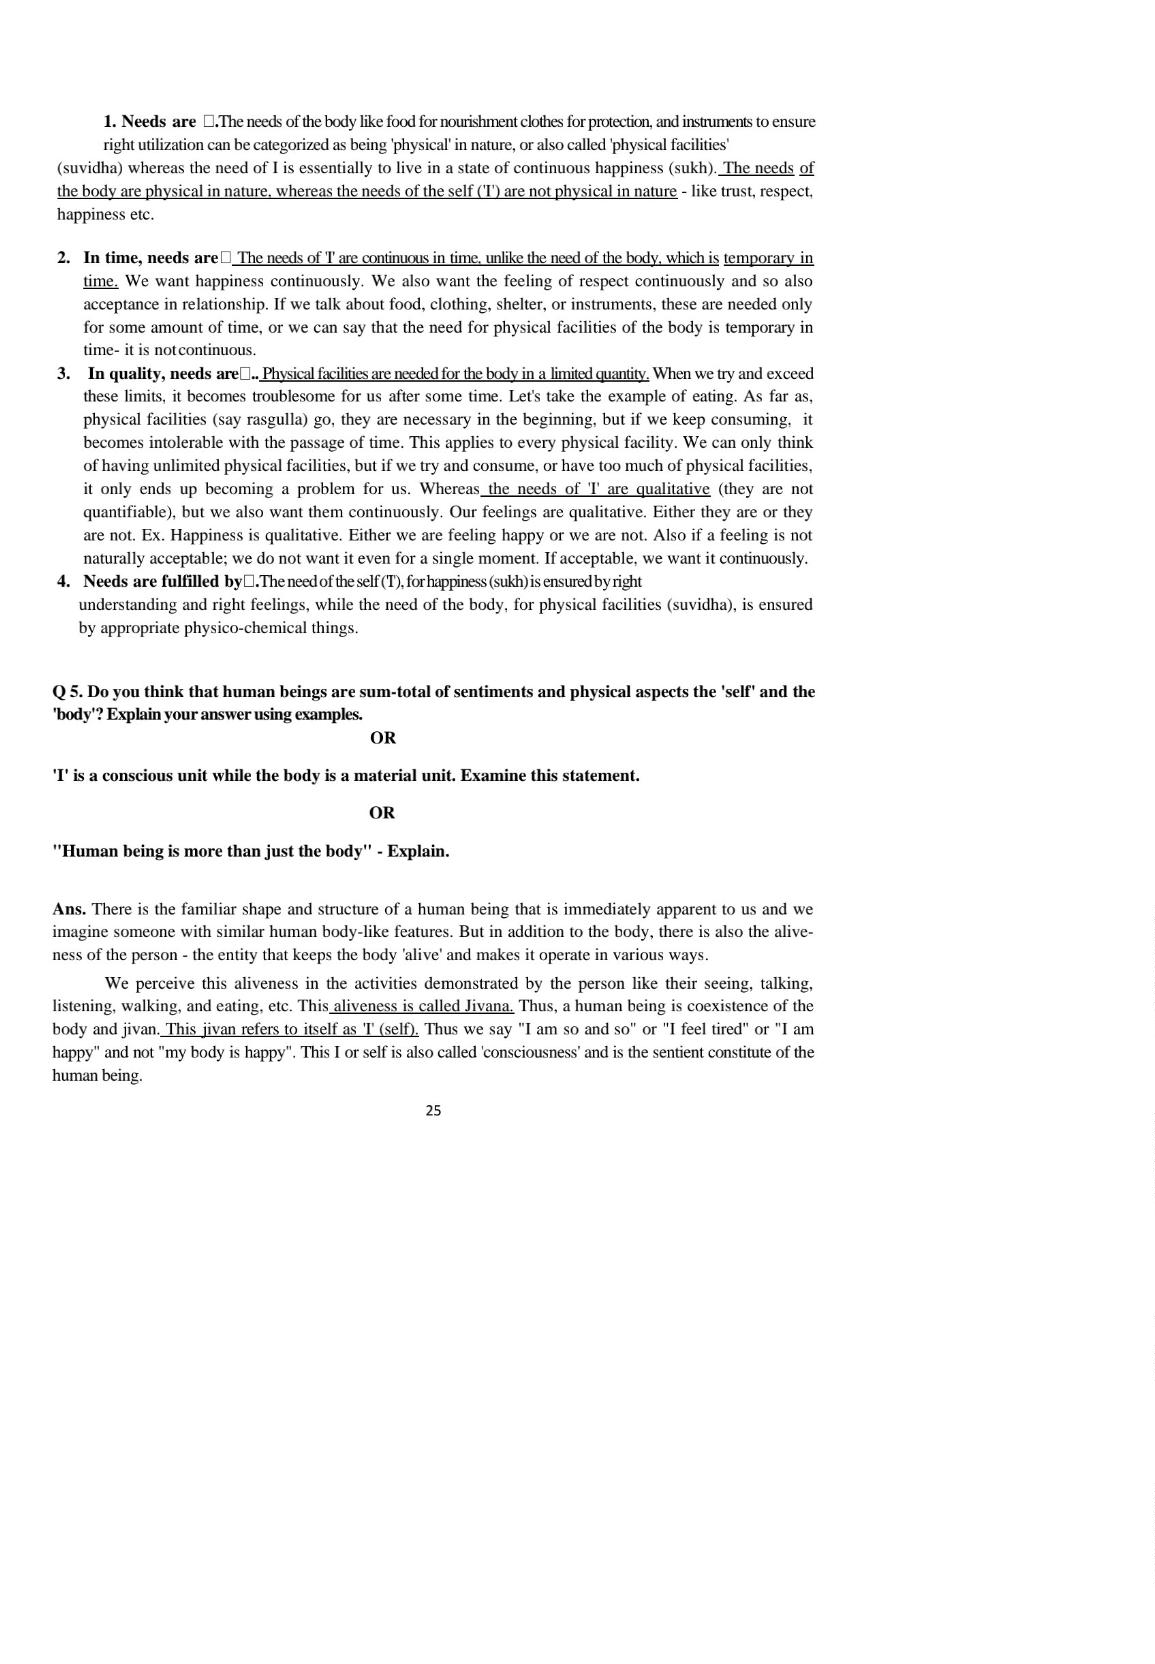 1. Needs are □.The needs of the body like food for nourishment clothes for protection, and instruments to ensure
right utilization can be categorized as being 'physical' in nature, or also called 'physical facilities'
(suvidha) whereas the need of I is essentially to live in a state of continuous happiness (sukh). The needs of
the body are physical in nature, whereas the needs of the self ('I') are not physical in nature - like trust, respect,
happiness etc.
2. In time, needs are□ The needs of 'I' are continuous in time, unlike the need of the body, which is temporary in
time. We want happiness continuously. We also want the feeling of respect continuously and so also
acceptance in relationship. If we talk about food, clothing, shelter, or instruments, these are needed only
for some amount of time, or we can say that the need for physical facilities of the body is temporary in
time- it is not continuous.
3. In quality, needs are□.. Physical facilities are needed for the body in a limited quantity. When we try and exceed
these limits, it becomes troublesome for us after some time. Let's take the example of eating. As far as,
physical facilities (say rasgulla) go, they are necessary in the beginning, but if we keep consuming, it
becomes intolerable with the passage of time. This applies to every physical facility. We can only think
of having unlimited physical facilities, but if we try and consume, or have too much of physical facilities,
it only ends up becoming a problem for us. Whereas the needs of 'I' are qualitative (they are not
quantifiable), but we also want them continuously. Our feelings are qualitative. Either they are or they
are not. Ex. Happiness is qualitative. Either we are feeling happy or we are not. Also if a feeling is not
naturally acceptable; we do not want it even for a single moment. If acceptable, we want it continuously.
4. Needs are fulfilled by□.The need of the self ('I'), for happiness (sukh) is ensured by right
understanding and right feelings, while the need of the body, for physical facilities (suvidha), is ensured
by appropriate physico-chemical things.
Q 5. Do you think that human beings are sum-total of sentiments and physical aspects the 'self' and the
'body'? Explain your answer using examples.
OR
'I' is a conscious unit while the body is a material unit. Examine this statement.
OR
"Human being is more than just the body" - Explain.
Ans. There is the familiar shape and structure of a human being that is immediately apparent to us and we
imagine someone with similar human body-like features. But in addition to the body, there is also the alive-
ness of the person - the entity that keeps the body 'alive' and makes it operate in various ways.
We perceive this aliveness in the activities demonstrated by the person like their seeing, talking,
listening, walking, and eating, etc. This aliveness is called Jivana. Thus, a human being is coexistence of the
body and jivan. This jivan refers to itself as 'I' (self). Thus we say "I am so and so" or "I feel tired" or "I am
happy" and not "my body is happy". This I or self is also called 'consciousness' and is the sentient constitute of the
human being.
25